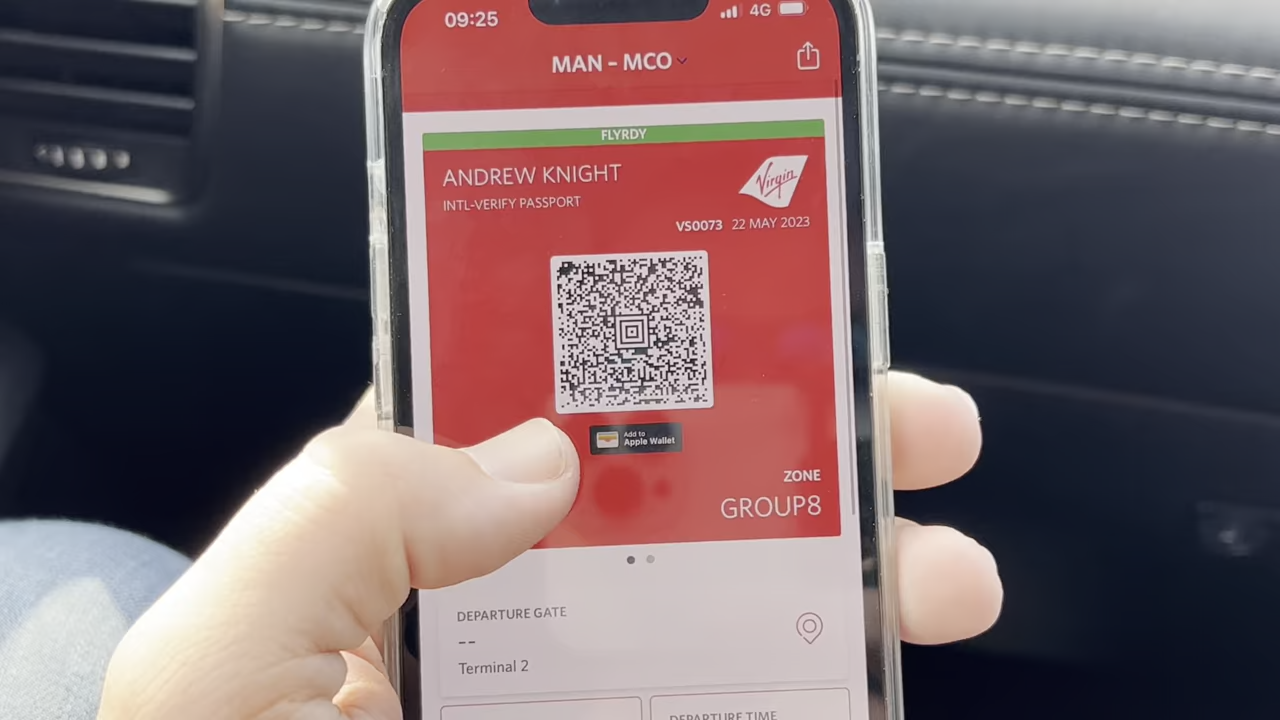 09:25
4G
MAN - MCO
FLYRDY
ANDREW KNIGHT
INTL-VERIFY PASSPORT
Virgin
VS0073 22 MAY 2023
Add to
Apple Wallet
ZONE
GROUP8
DEPARTURE GATE
--
Terminal 2
DEPARTURE TIME